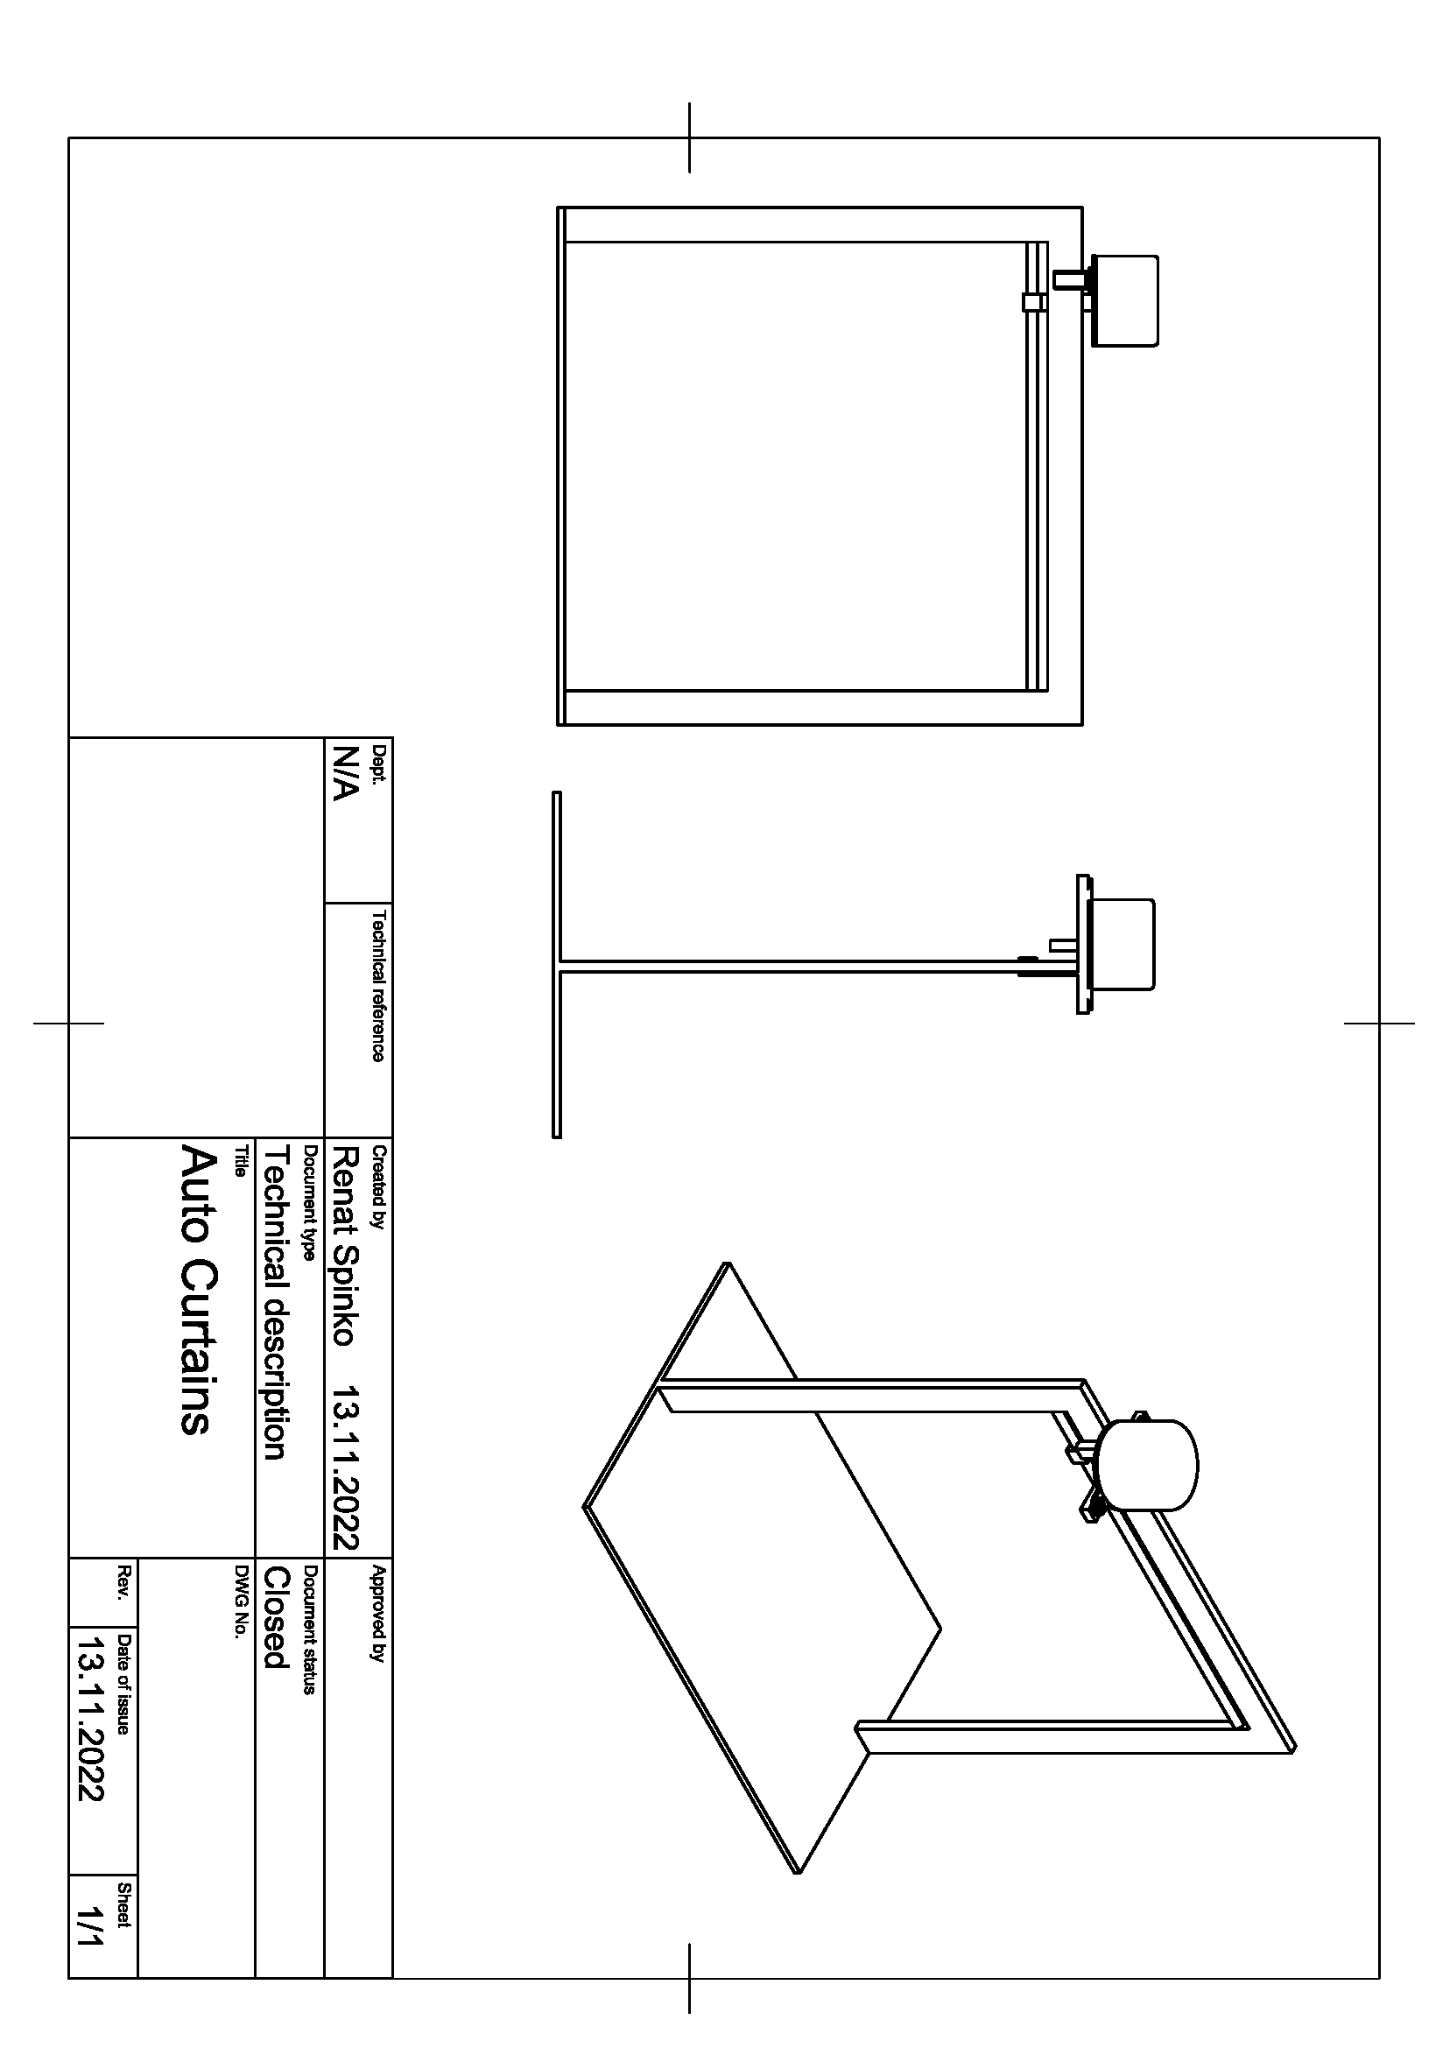 Dept.
N/A
Technical reference
Created by
Renat Spinko 13.11.2022
Approved by
Document type
Technical description
Document status
Closed
Title
Auto Curtains
DWG No.
Rev.
Date of issue
13.11.2022
Sheet
1/1